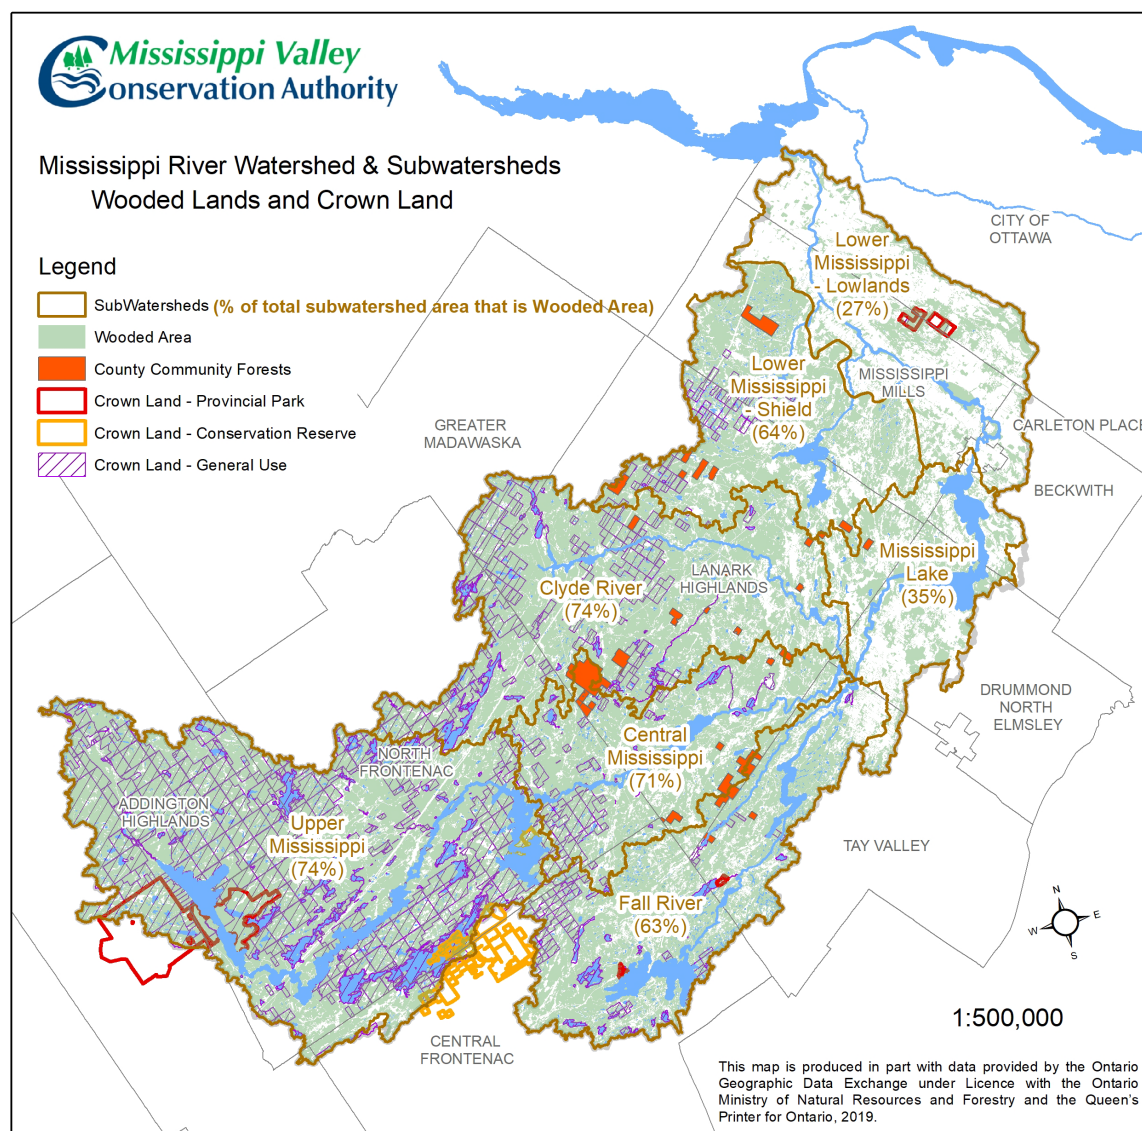 Mississippi Valley
Conservation Authority
Mississippi River Watershed & Subwatersheds
Wooded Lands and Crown Land
Legend
SubWatersheds (% of total subwatershed area that is Wooded Area)
Wooded Area
County Community Forests
Crown Land - Provincial Park
Crown Land - Conservation Reserve
Crown Land - General Use
CITY OF
OTTAWA
Lower
Mississippi
- Lowlands
(27%)
Lower
Mississippi
- Shield
(64%)
MISSISSIPPI
MILLS
GREATER
MADAWASKA
CARLETON PLACE
BECKWITH
Mississippi
Lake
(35%)
LANARK
HIGHLANDS
Clyde River
(74%)
DRUMMOND
NORTH
ELMSLEY
Central
Mississippi
(71%)
NORTH
FRONTENAC
ADDINGTON
HIGHLANDS
Upper
Mississippi
(74%)
TAY VALLEY
Fall River
(63%)
N
E
W
S
CENTRAL
FRONTENAC
1:500,000
This map is produced in part with data provided by the Ontario
Geographic Data Exchange under Licence with the Ontario
Ministry of Natural Resources and Forestry and the Queen's
Printer for Ontario, 2019.